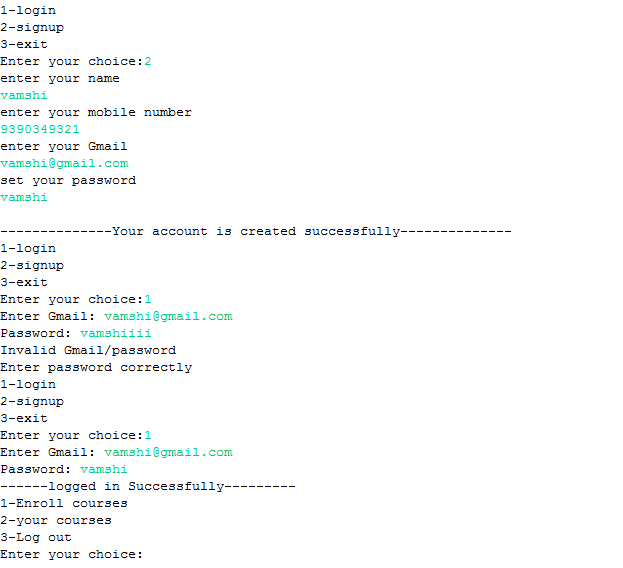 1-login
2-signup
3-exit
Enter your choice:2
enter your name
vamshi
enter your mobile number
9390349321
enter your Gmail
vamshi@gmail.com
set your password
vamshi
--------------Your account is created successfully--------------
1-login
2-signup
3-exit
Enter your choice:1
Enter Gmail: vamshi@gmail.com
Password: vamshiiii
Invalid Gmail/password
Enter password correctly
1-login
2-signup
3-exit
Enter your choice:1
Enter Gmail: vamshi@gmail.com
Password: vamshi
------logged in Successfully---------
1-Enroll courses
2-your courses
3-Log out
Enter your choice: